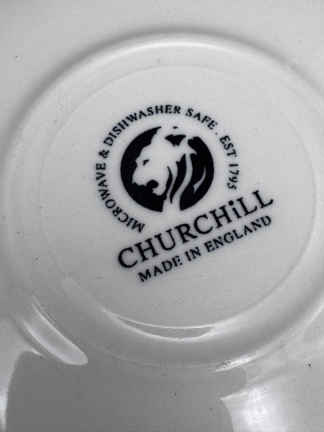 MICROWAVE & DISHWASHER SAFE . EST 1795
CHURCHiLL
MADE IN ENGLAND